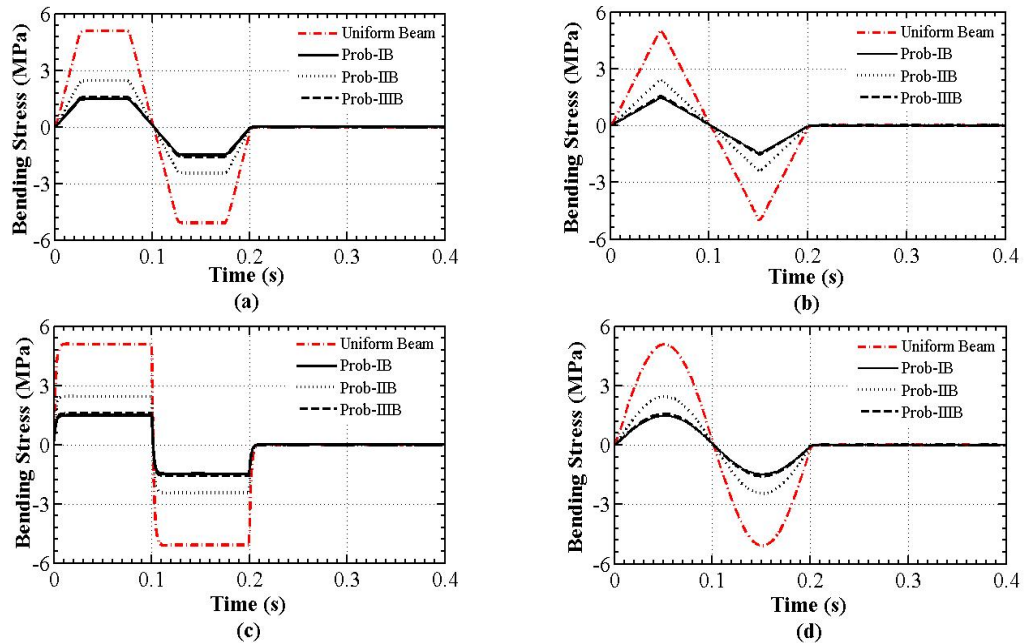 6
3
0
-3
-6
Bending Stress (MPa)
Uniform Beam
Prob-IB
Prob-IIB
Prob-IIIB
0 0.1 0.2 0.3 0.4
Time (s)
(a)
6
3
0
-3
-6
Bending Stress (MPa)
Uniform Beam
Prob-IB
Prob-IIB
Prob-IIIB
0 0.1 0.2 0.3 0.4
Time (s)
(b)
6
3
0
-3
-6
Bending Stress (MPa)
Uniform Beam
Prob-IB
Prob-IIB
Prob-IIIB
0 0.1 0.2 0.3 0.4
Time (s)
(c)
6
3
0
-3
-6
Bending Stress (MPa)
Uniform Beam
Prob-IB
Prob-IIB
Prob-IIIB
0 0.1 0.2 0.3 0.4
Time (s)
(d)